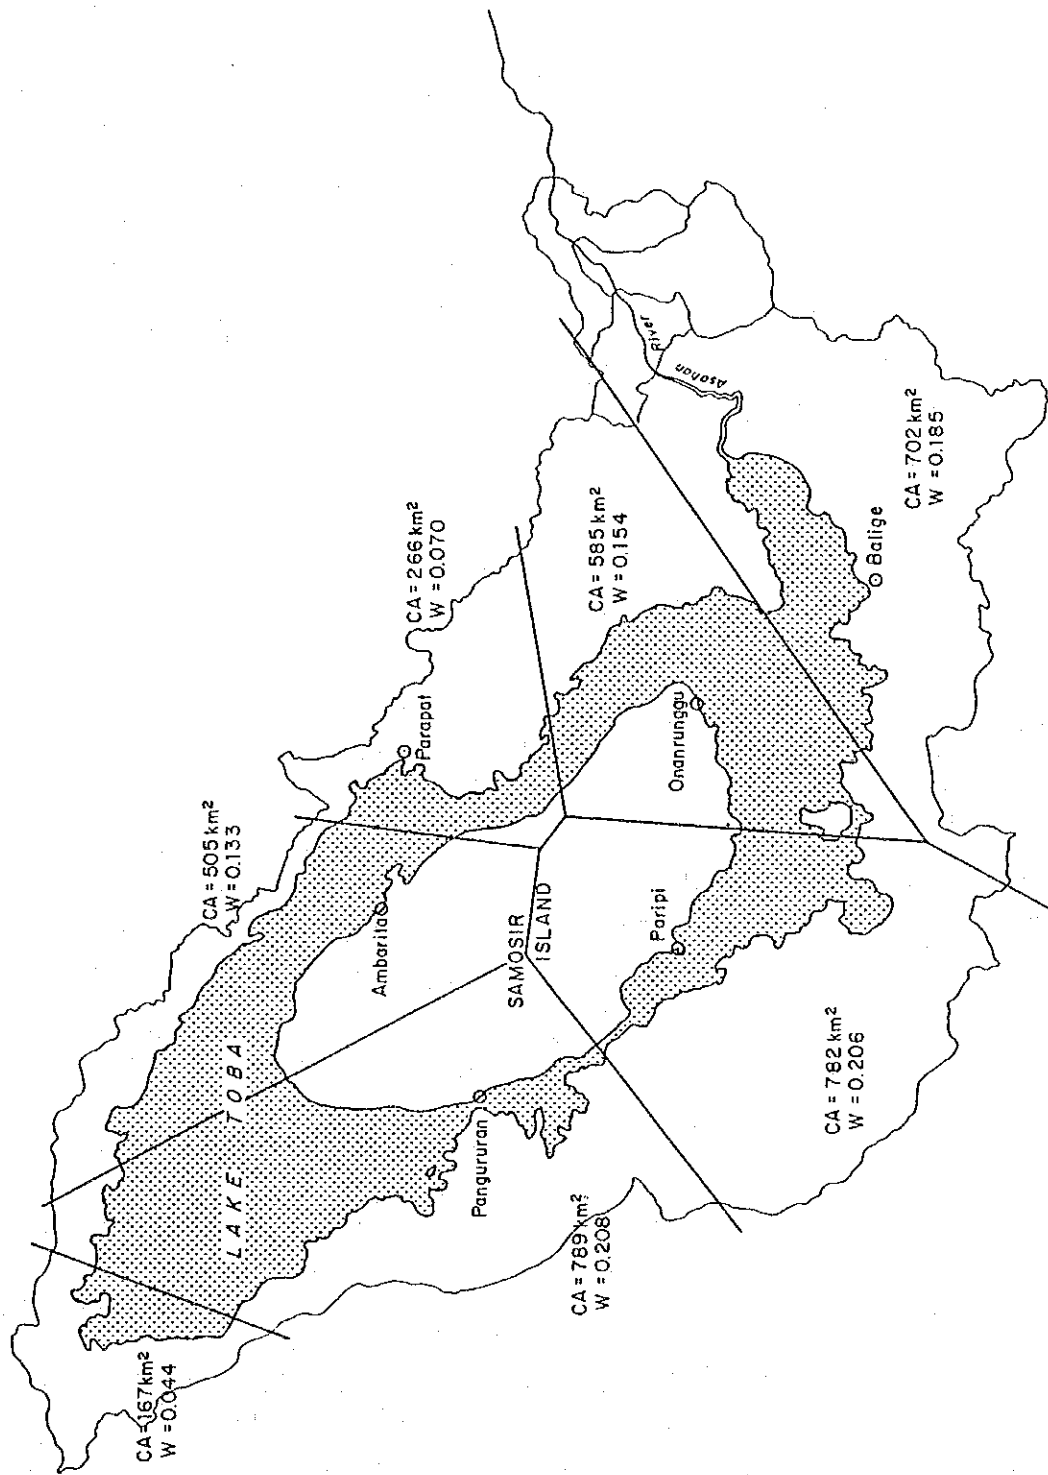 CA = 167 km²
W = 0.044
LAKE TOBA
CA = 505 km²
W = 0.133
CA = 266 km²
W = 0.070
Parapat
Ambarila
Pangururan
SAMOSIR
ISLAND
CA = 789 km²
W = 0.208
Paripi
Onanrunggu
CA = 585 km²
W = 0.154
Asahan
River
Balige
CA = 782 km²
W = 0.206
CA = 702 km²
W = 0.185